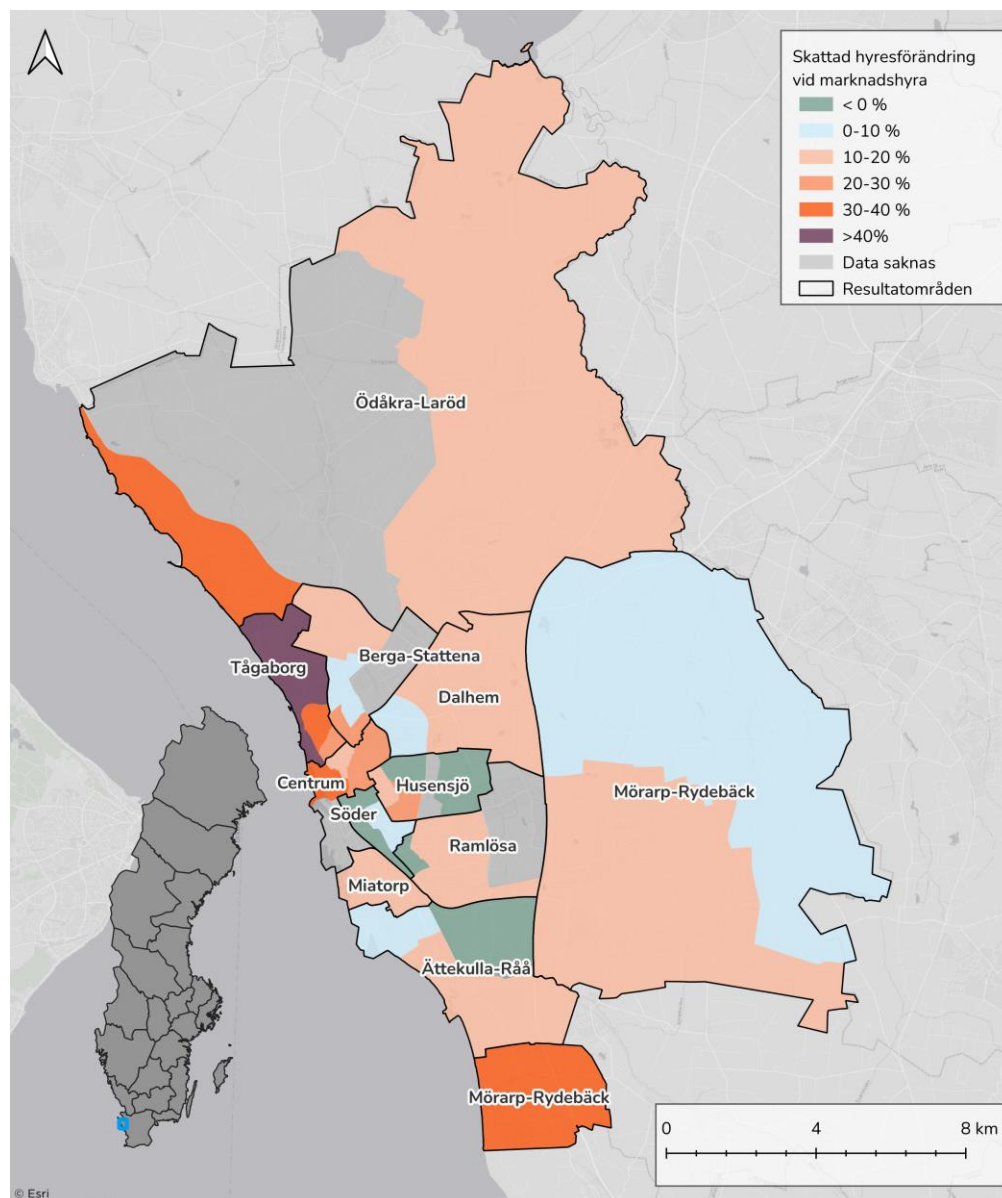 Skattad hyresförändring
vid marknadshyra
< 0 %
0-10 %
10-20 %
20-30 %
30-40 %
>40%
Data saknas
Resultatområden
Ödåkra-Laröd
Berga-Stattena
Tågaborg
Dalhem
Centrum
Husensjö
Mörarp-Rydebäck
Söder
Ramlösa
Miatorp
Ättekulla-Råå
Mörarp-Rydebäck
0 4 8 km
© Esri